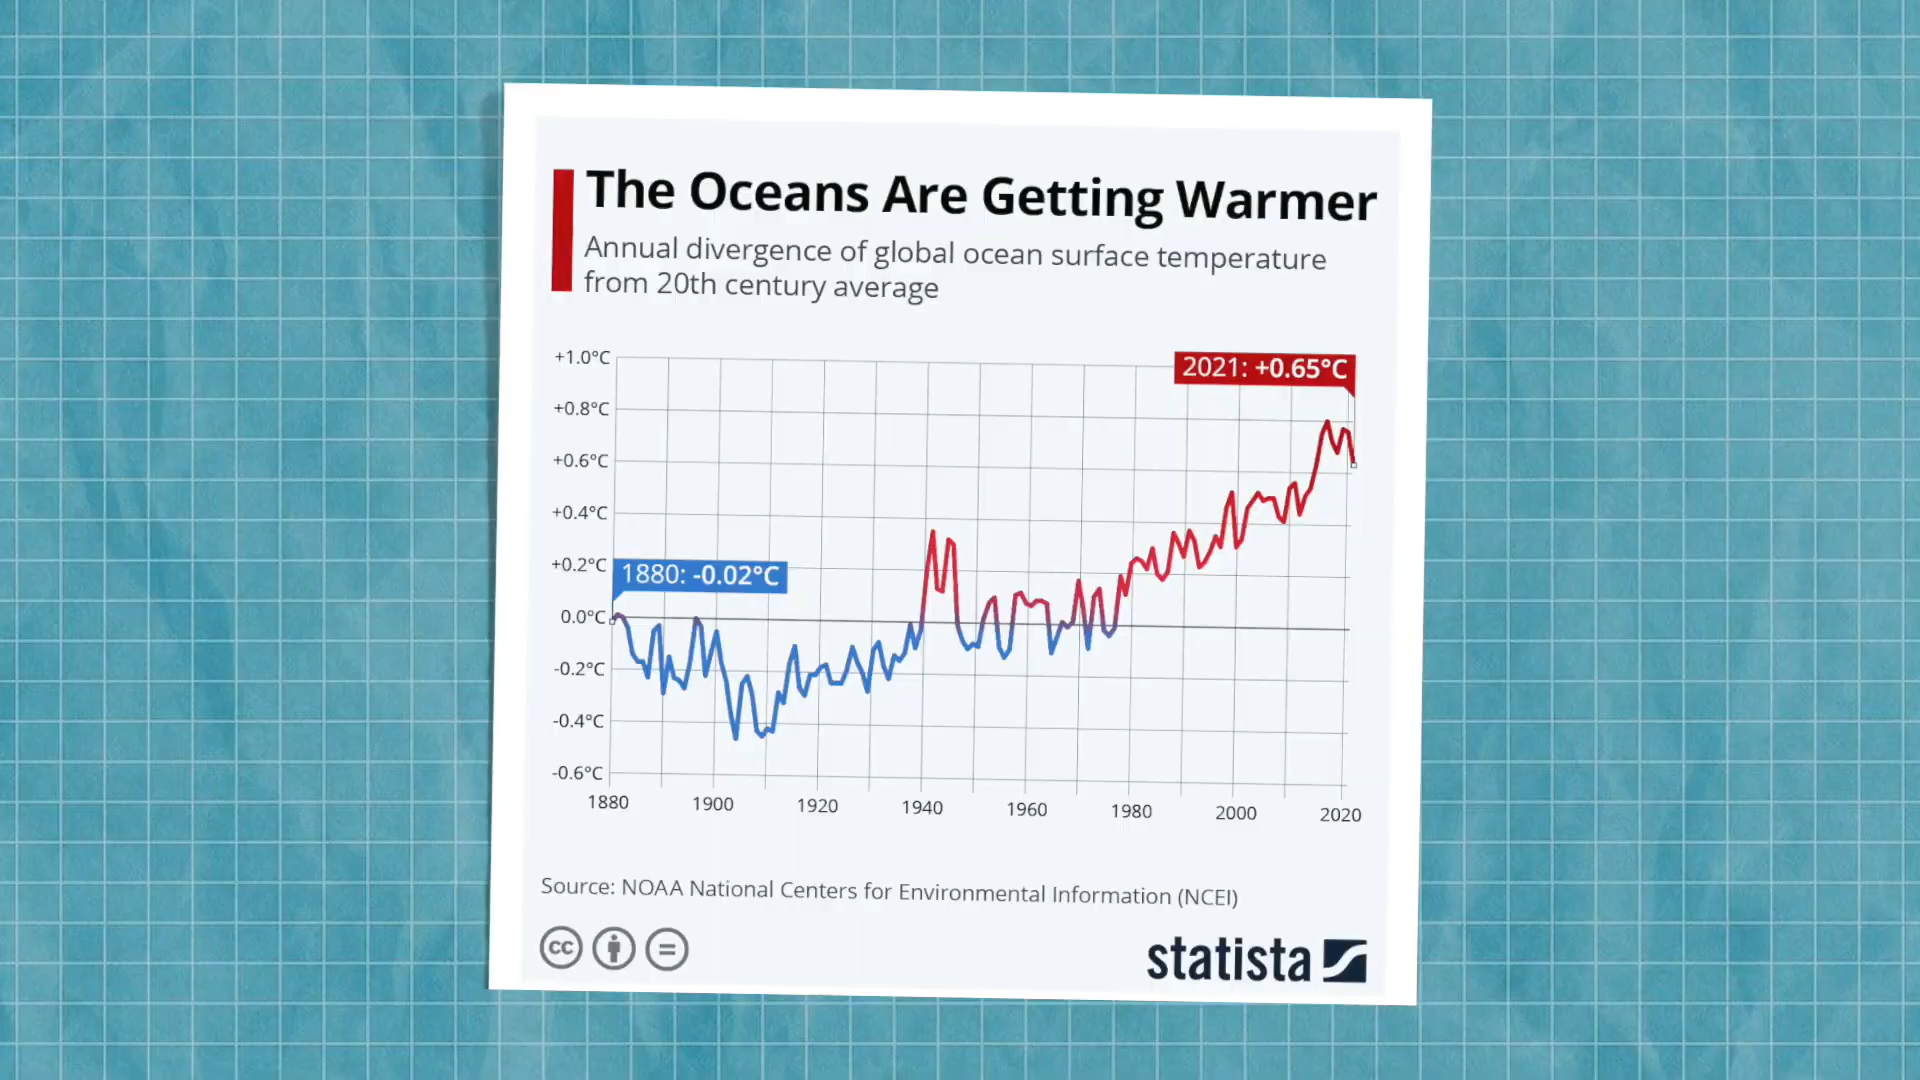 The Oceans Are Getting Warmer
Annual divergence of global ocean surface temperature
from 20th century average
+1.0°C
2021: +0.65°C
+0.8°C
+0.6°C
+0.4°C
+0.2°C
1880: -0.02°C
0.0°C
-0.2°C
-0.4°C
-0.6°C
1880 1900 1920 1940 1960 1980 2000 2020
Source: NOAA National Centers for Environmental Information (NCEI)
cc
statista